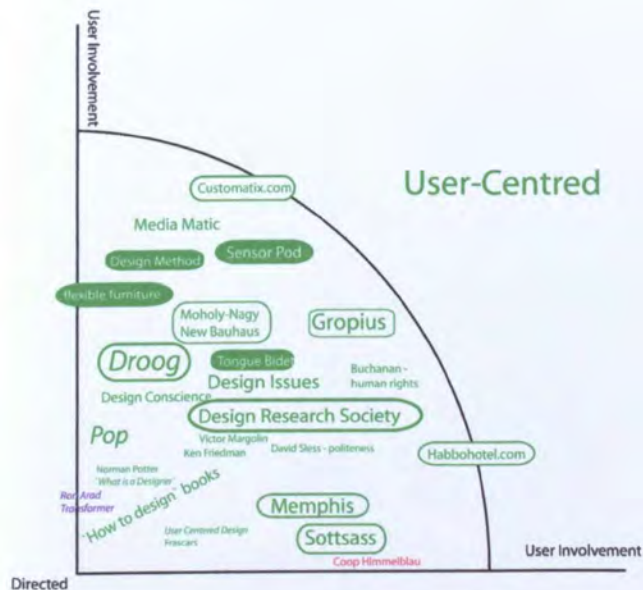 User Involvement
User-Centred
Customatix.com
Media Matic
Design Method
Sensor Pod
flexible furniture
Moholy-Nagy
New Bauhaus
Gropius
Droog
Tongue Bidet
Buchanan -
human rights
Design Issues
Design Conscience
Design Research Society
Pop
Victor Margolin
Ken Friedman
David Sless - politeness
Habbohotel.com
Norman Potter
"What is a Designer"
Ron Arad
Transformer
"How to design" books
Memphis
User Centred Design
Frascari
Sottsass
Coop Himmelblau
User Involvement
Directed